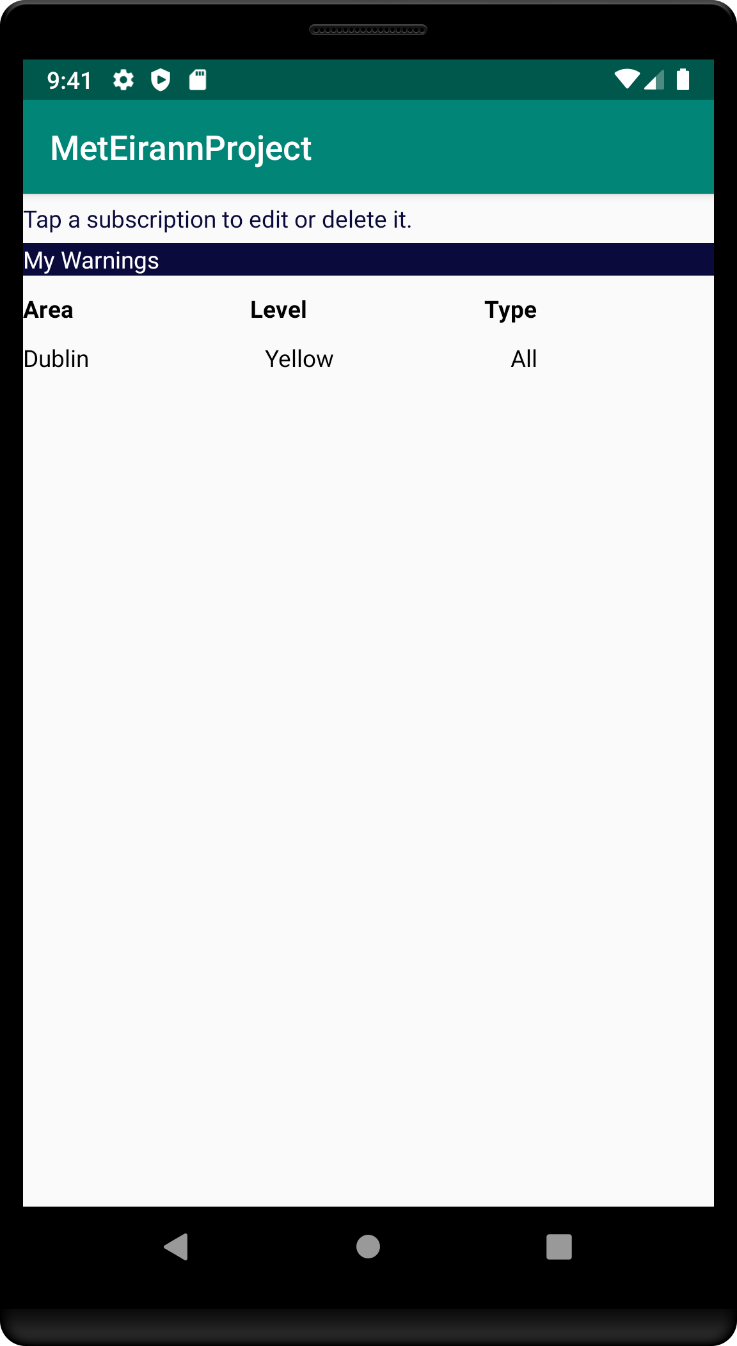 9:41
MetEirannProject
Tap a subscription to edit or delete it.
My Warnings
Area Level Type
Dublin Yellow All